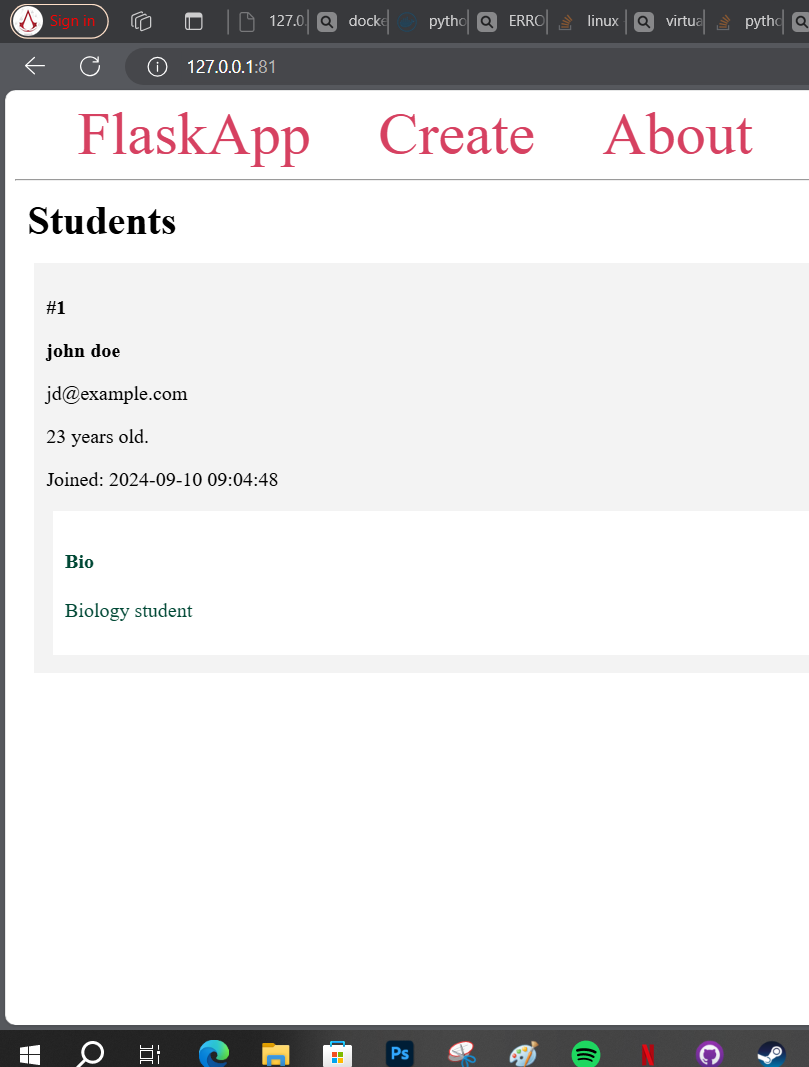 Sign in
127.0.
docke
pytho
ERRO
linux
virtua
pytho
127.0.0.1:81
FlaskApp Create About
Students
#1
john doe
jd@example.com
23 years old.
Joined: 2024-09-10 09:04:48
Bio
Biology student
Ps
N